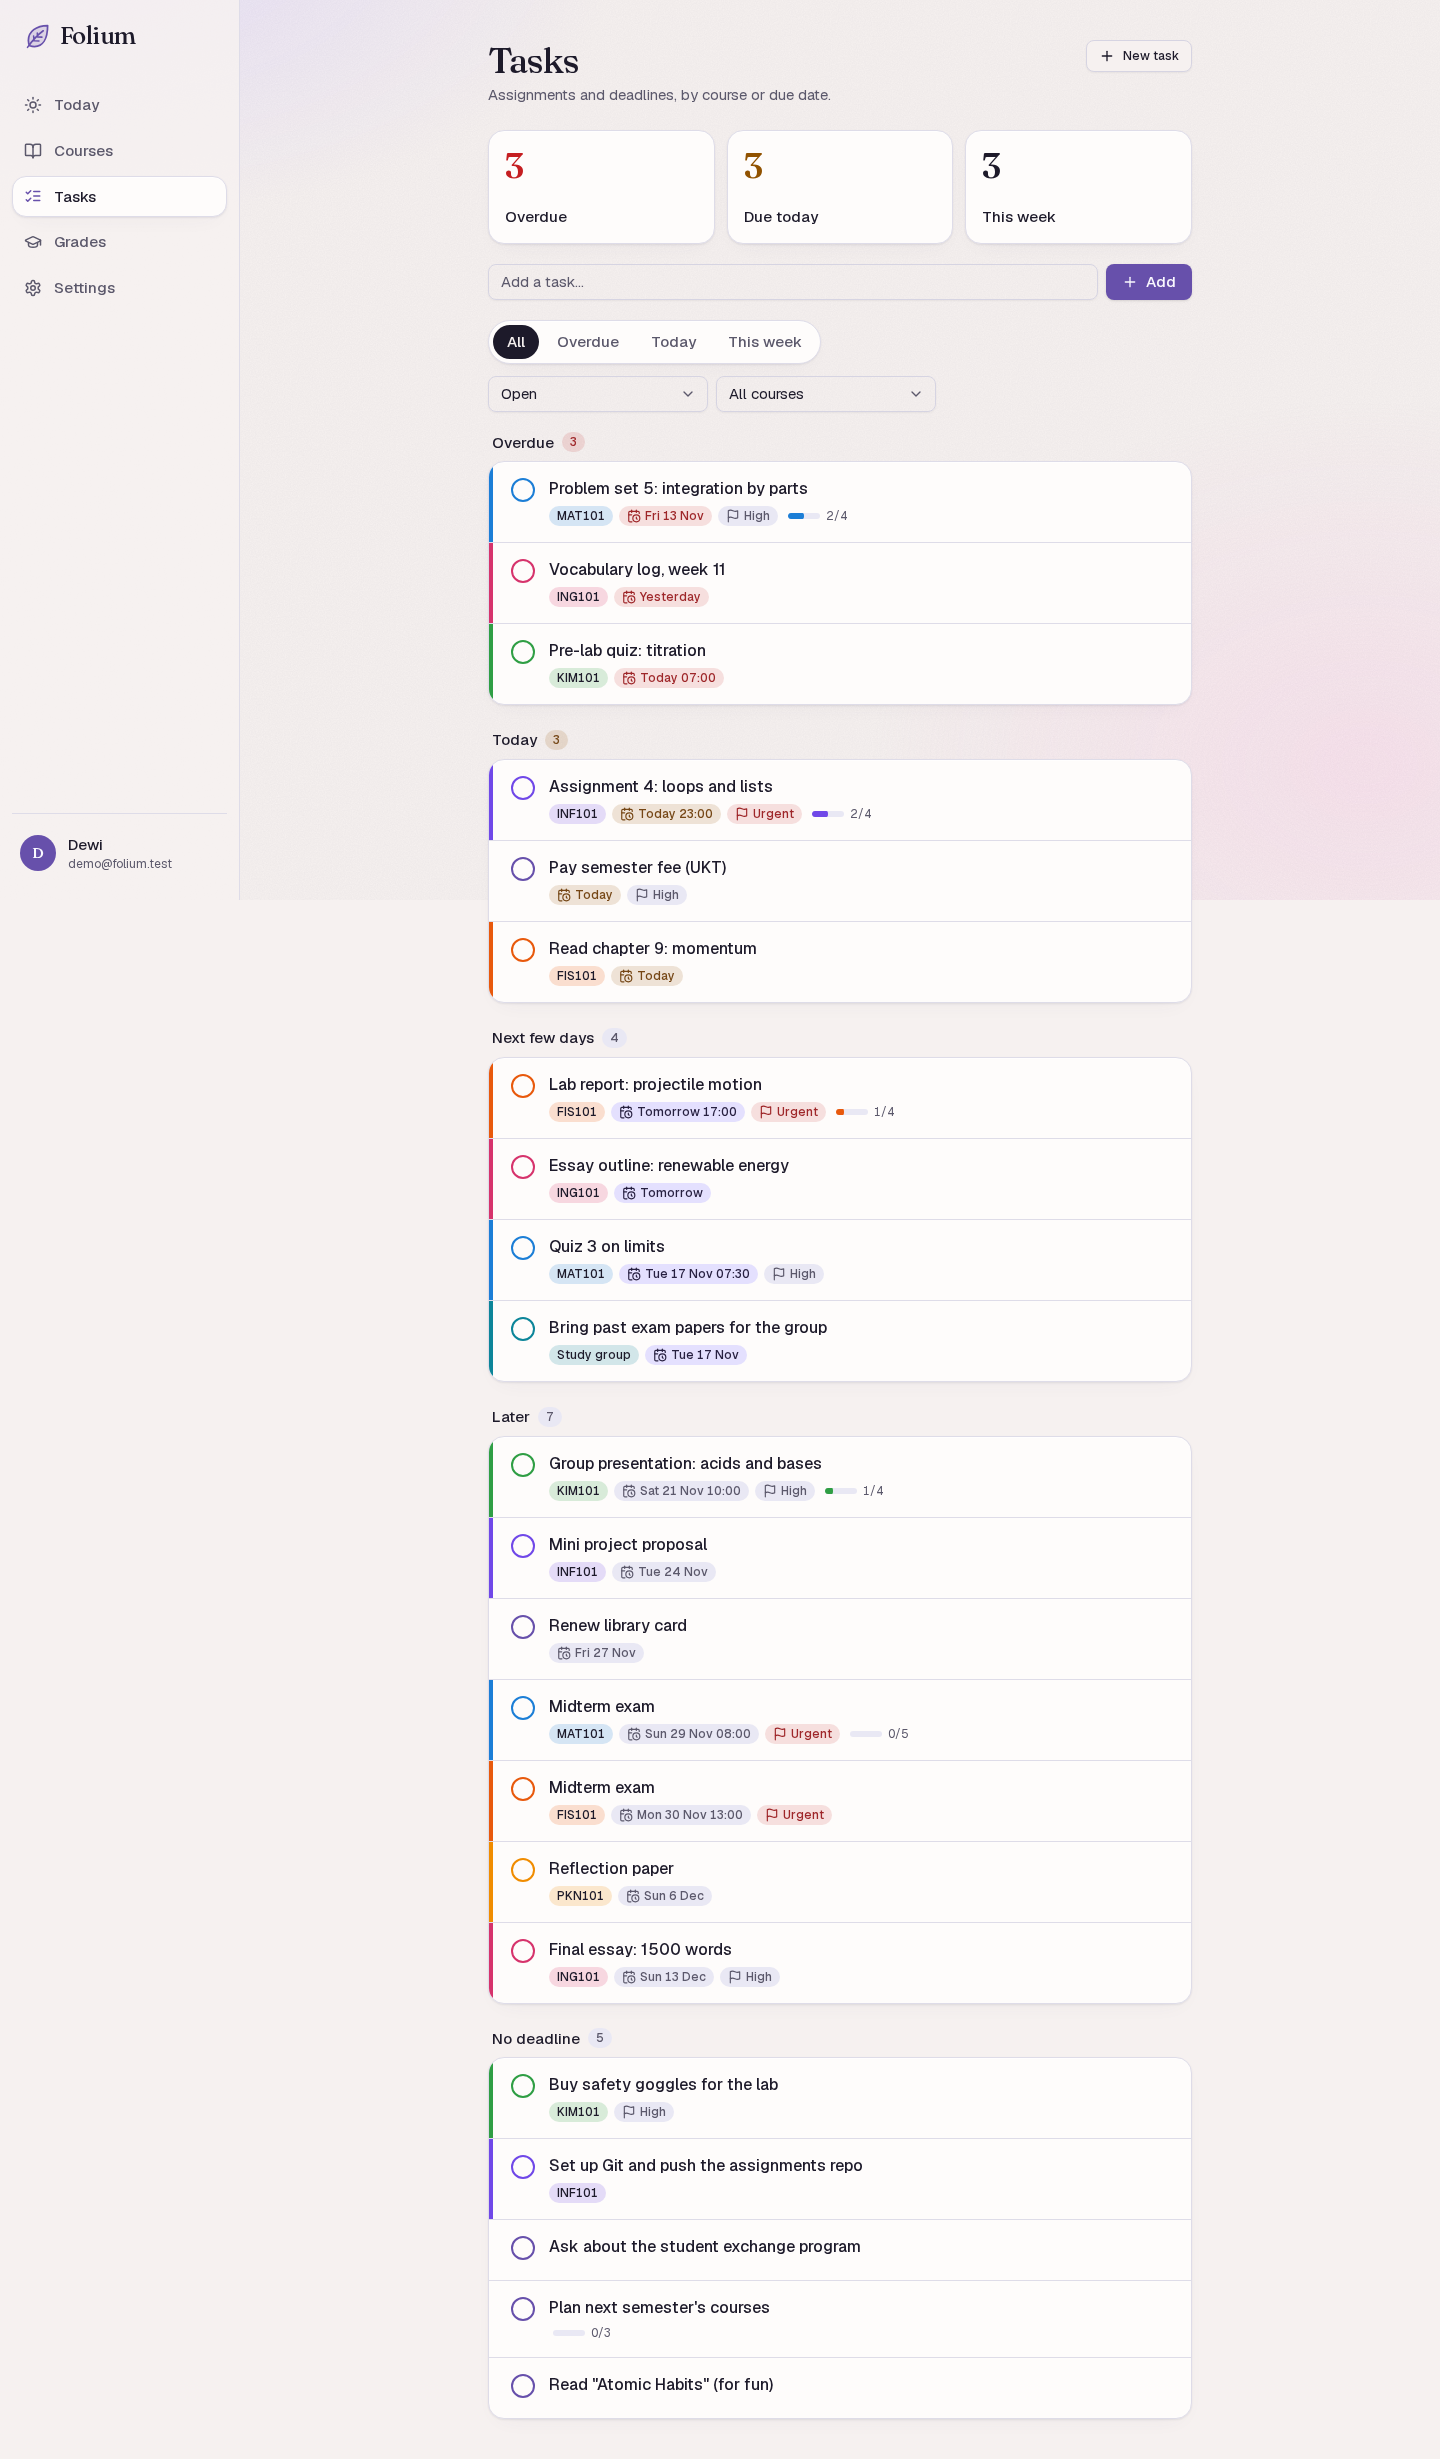 Folium
Today
Courses
Tasks
Grades
Settings
D
Dewi
demo@folium.test
Tasks
New task
Assignments and deadlines, by course or due date.
3
Overdue
3
Due today
3
This week
Add a task...
Add
All
Overdue
Today
This week
Open
All courses
Overdue 3
Problem set 5: integration by parts
MAT101 Fri 13 Nov High 2/4
Vocabulary log, week 11
ING101 Yesterday
Pre-lab quiz: titration
KIM101 Today 07:00
Today 3
Assignment 4: loops and lists
INF101 Today 23:00 Urgent 2/4
Pay semester fee (UKT)
Today High
Read chapter 9: momentum
FIS101 Today
Next few days 4
Lab report: projectile motion
FIS101 Tomorrow 17:00 Urgent 1/4
Essay outline: renewable energy
ING101 Tomorrow
Quiz 3 on limits
MAT101 Tue 17 Nov 07:30 High
Bring past exam papers for the group
Study group Tue 17 Nov
Later 7
Group presentation: acids and bases
KIM101 Sat 21 Nov 10:00 High 1/4
Mini project proposal
INF101 Tue 24 Nov
Renew library card
Fri 27 Nov
Midterm exam
MAT101 Sun 29 Nov 08:00 Urgent 0/5
Midterm exam
FIS101 Mon 30 Nov 13:00 Urgent
Reflection paper
PKN101 Sun 6 Dec
Final essay: 1500 words
ING101 Sun 13 Dec High
No deadline 5
Buy safety goggles for the lab
KIM101 High
Set up Git and push the assignments repo
INF101
Ask about the student exchange program
Plan next semester's courses
0/3
Read "Atomic Habits" (for fun)